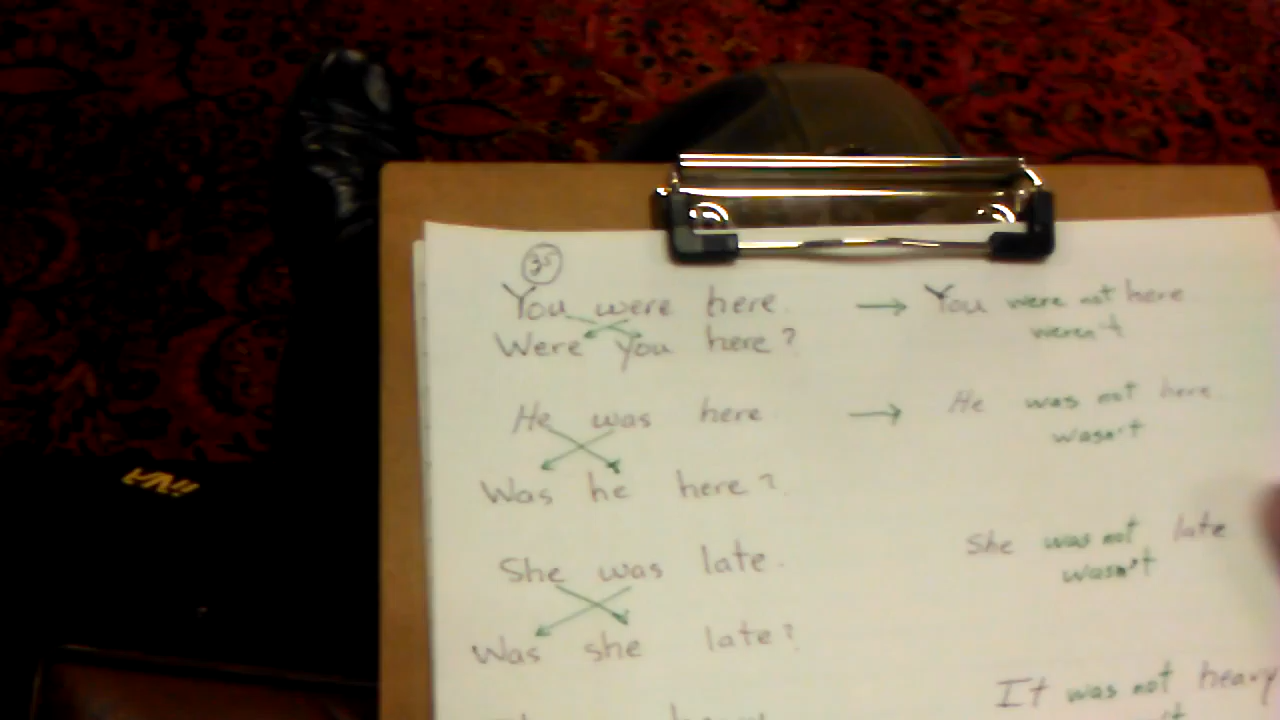 35
You were here. → You were not here
weren't
Were you here?
He was here → He was not here
wasn't
Was he here?
She was late. She was not late
wasn't
Was she late?
It was not heavy
heavy